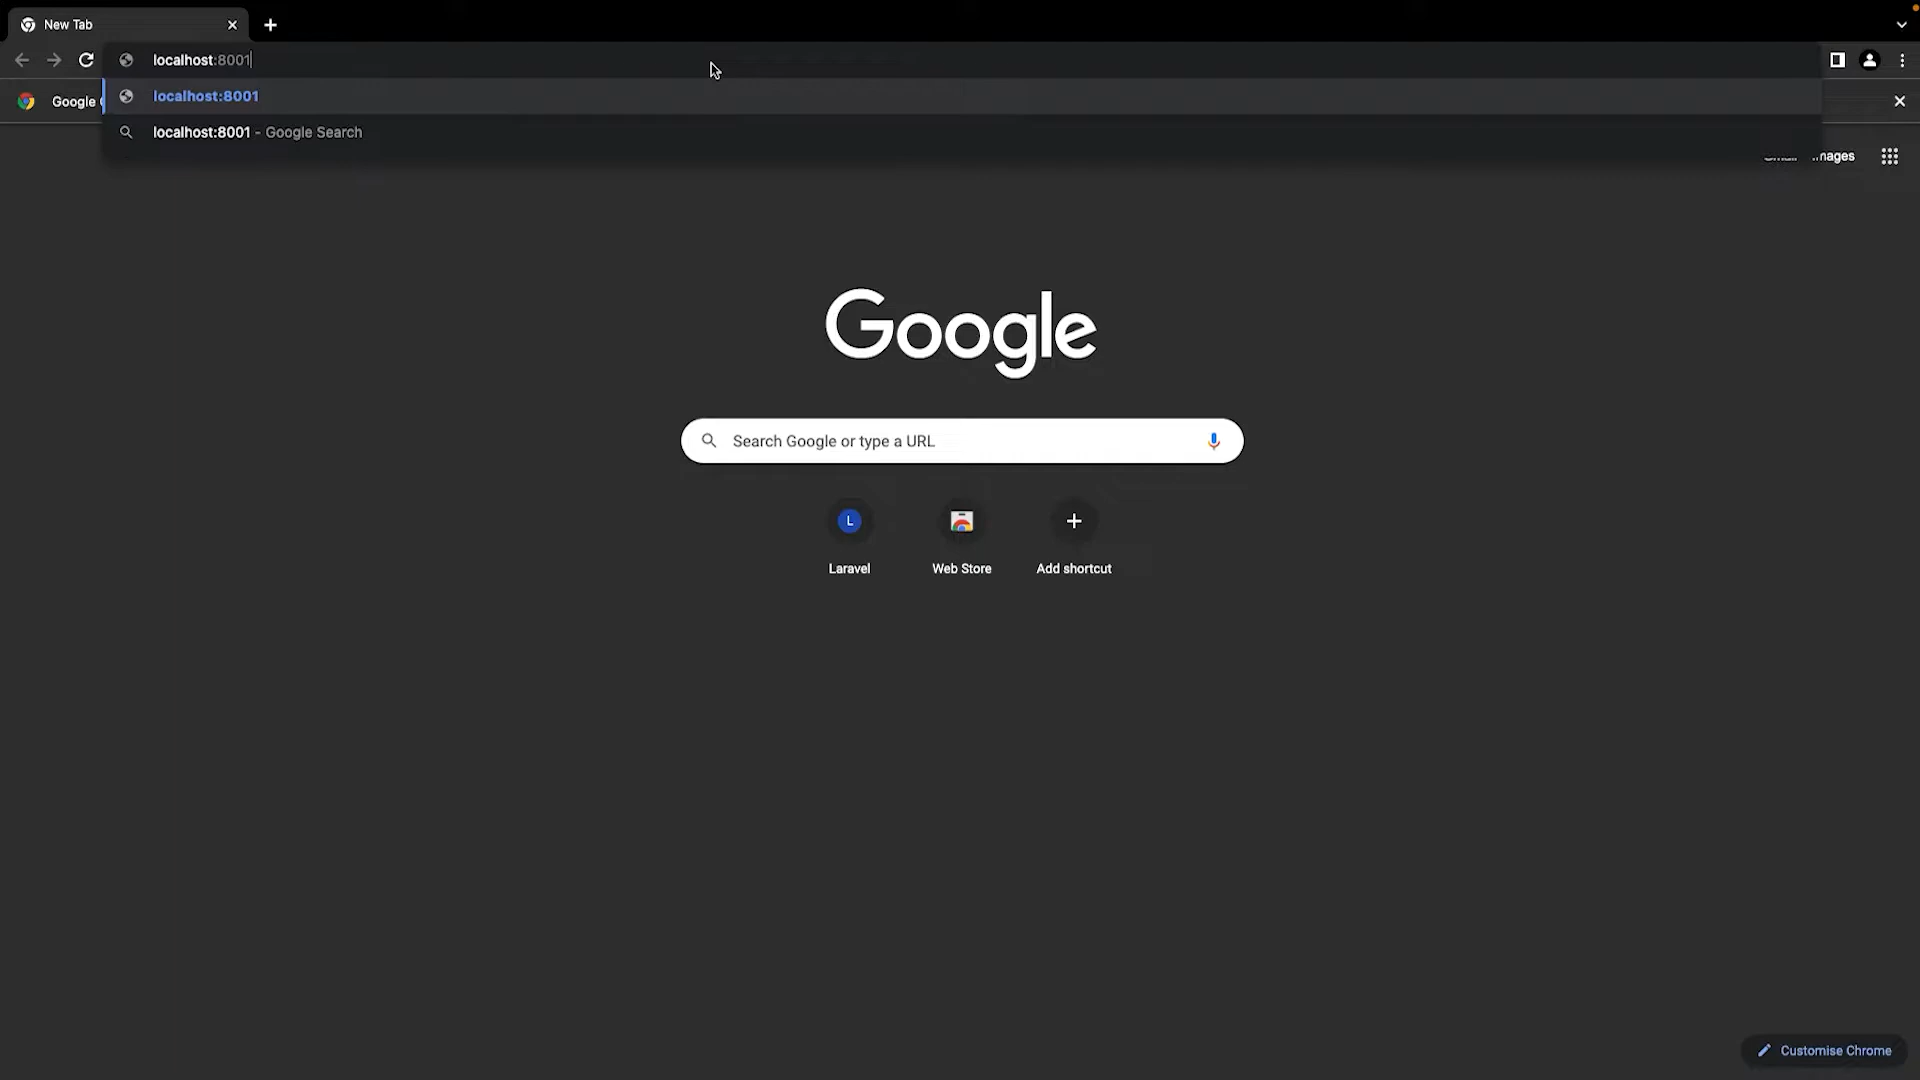 New Tab
localhost:8001
localhost:8001
Google
localhost:8001 - Google Search
Google
Search Google or type a URL
L
Laravel
Web Store
Add shortcut
Customise Chrome